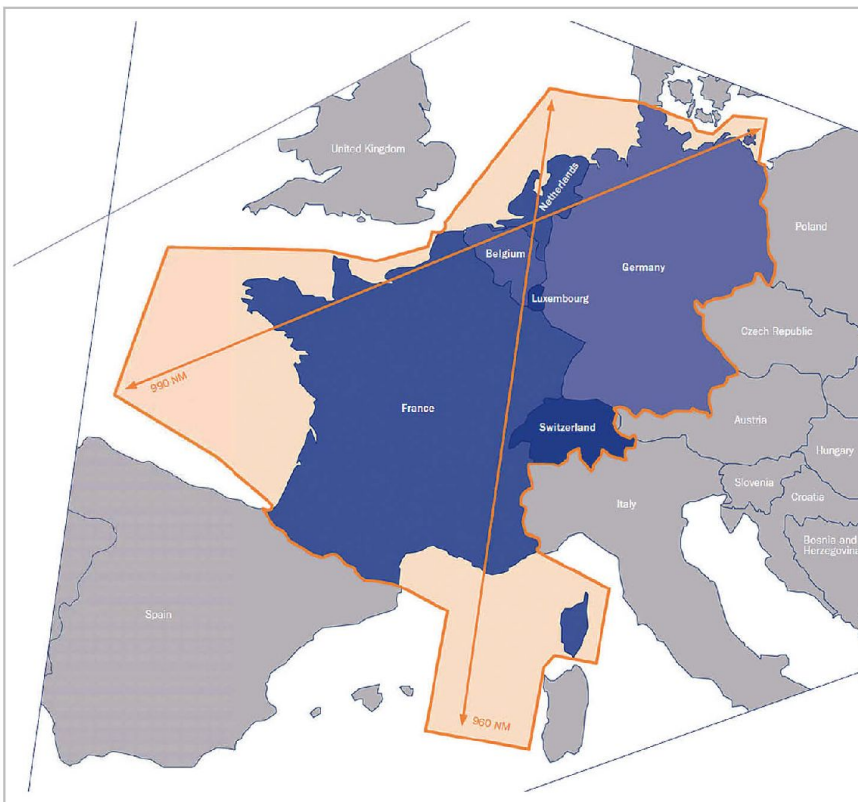 United Kingdom
Netherlands
Poland
Belgium
Germany
Luxembourg
Czech Republic
990 NM
France
Switzerland
Austria
Hungary
Slovenia
Croatia
Italy
Bosnia and
Herzegovina
Spain
960 NM